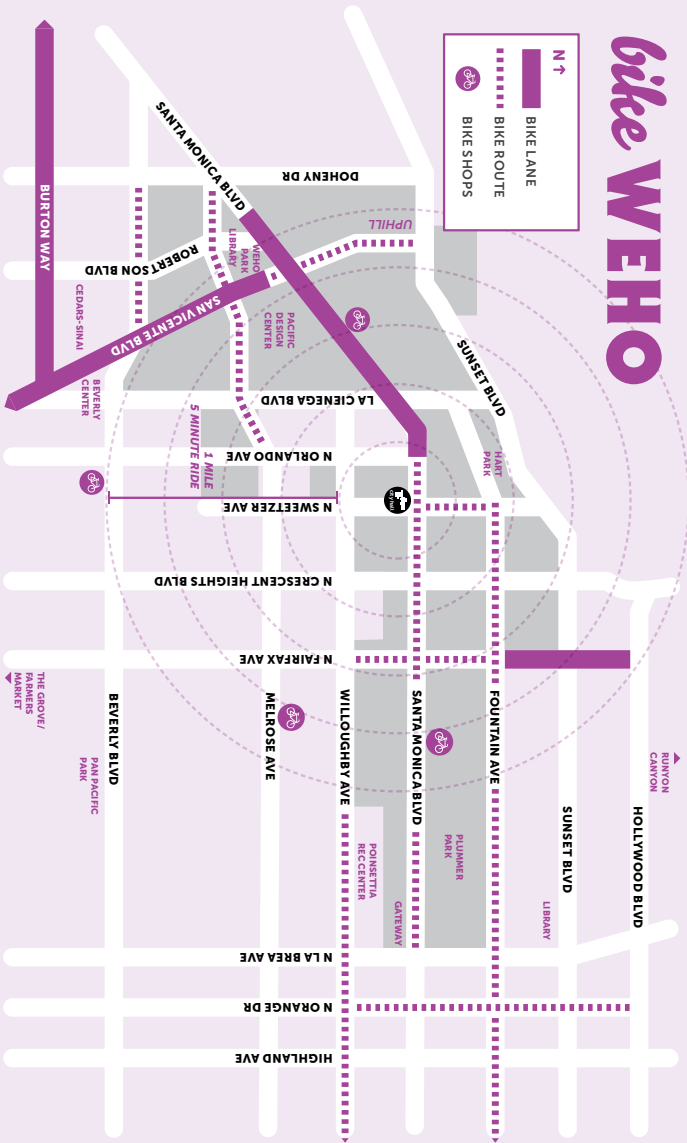 bike WEHO
N
BIKE LANE
BIKE ROUTE
BIKE SHOPS
SANTA MONICA BLVD
DOHENY DR
BURTON WAY
ROBERTSON BLVD
UPHILL
WEHO
PARK
LIBRARY
CEDARS-SINAI
SAN VICENTE BLVD
PACIFIC
DESIGN
CENTER
SUNSET BLVD
BEVERLY
CENTER
LA CIENEGA BLVD
1 MILE
5 MINUTE RIDE
N ORLANDO AVE
HART
PARK
N SWEETZER AVE
N CRESCENT HEIGHTS BLVD
N FAIRFAX AVE
THE GROVE/
FARMERS
MARKET
BEVERLY BLVD
MELROSE AVE
WILLOUGHBY AVE
SANTA MONICA BLVD
FOUNTAIN AVE
RUNYON
CANYON
PAN PACIFIC
PARK
SUNSET BLVD
HOLLYWOOD BLVD
PLUMMER
PARK
POINSETTIA
REC CENTER
GATEWAY
LIBRARY
N LA BREA AVE
N ORANGE DR
HIGHLAND AVE